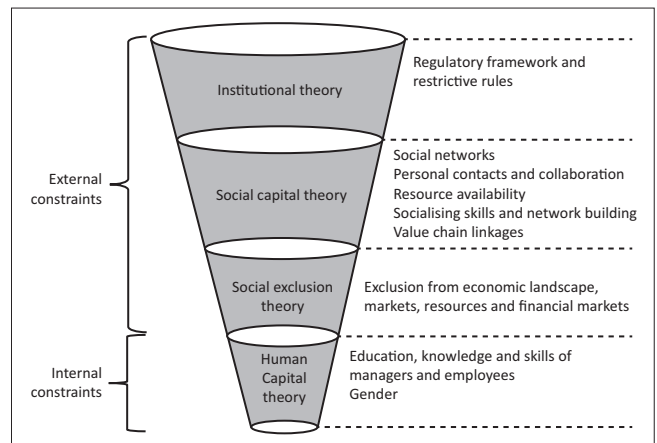 Institutional theory
Regulatory framework and
restrictive rules
External
constraints
Social capital theory
Social networks
Personal contacts and collaboration
Resource availability
Socialising skills and network building
Value chain linkages
Social exclusion
theory
Exclusion from economic landscape,
markets, resources and financial markets
Internal
constraints
Human
Capital
theory
Education, knowledge and skills of
managers and employees
Gender